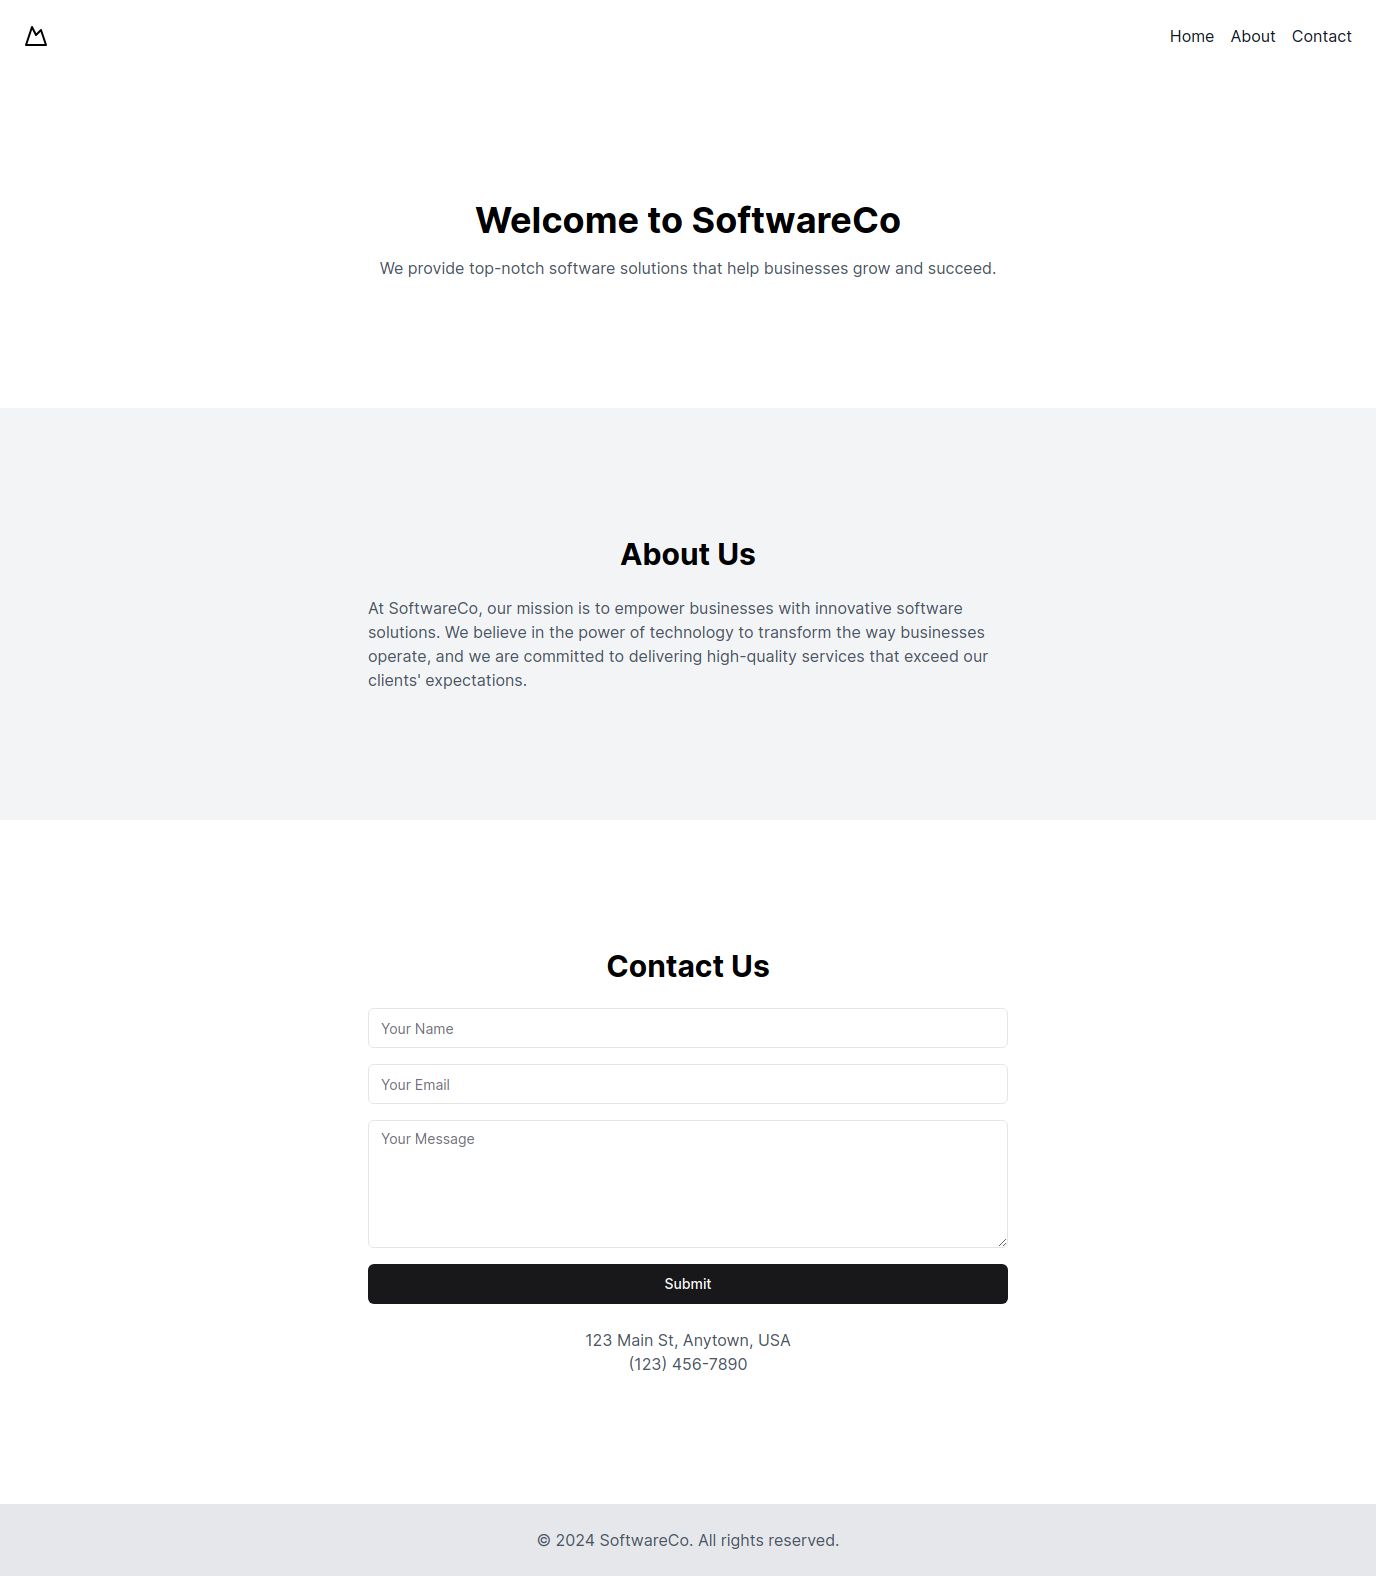 Home About Contact
Welcome to SoftwareCo
We provide top-notch software solutions that help businesses grow and succeed.
About Us
At SoftwareCo, our mission is to empower businesses with innovative software
solutions. We believe in the power of technology to transform the way businesses
operate, and we are committed to delivering high-quality services that exceed our
clients' expectations.
Contact Us
Your Name
Your Email
Your Message
Submit
123 Main St, Anytown, USA
(123) 456-7890
© 2024 SoftwareCo. All rights reserved.